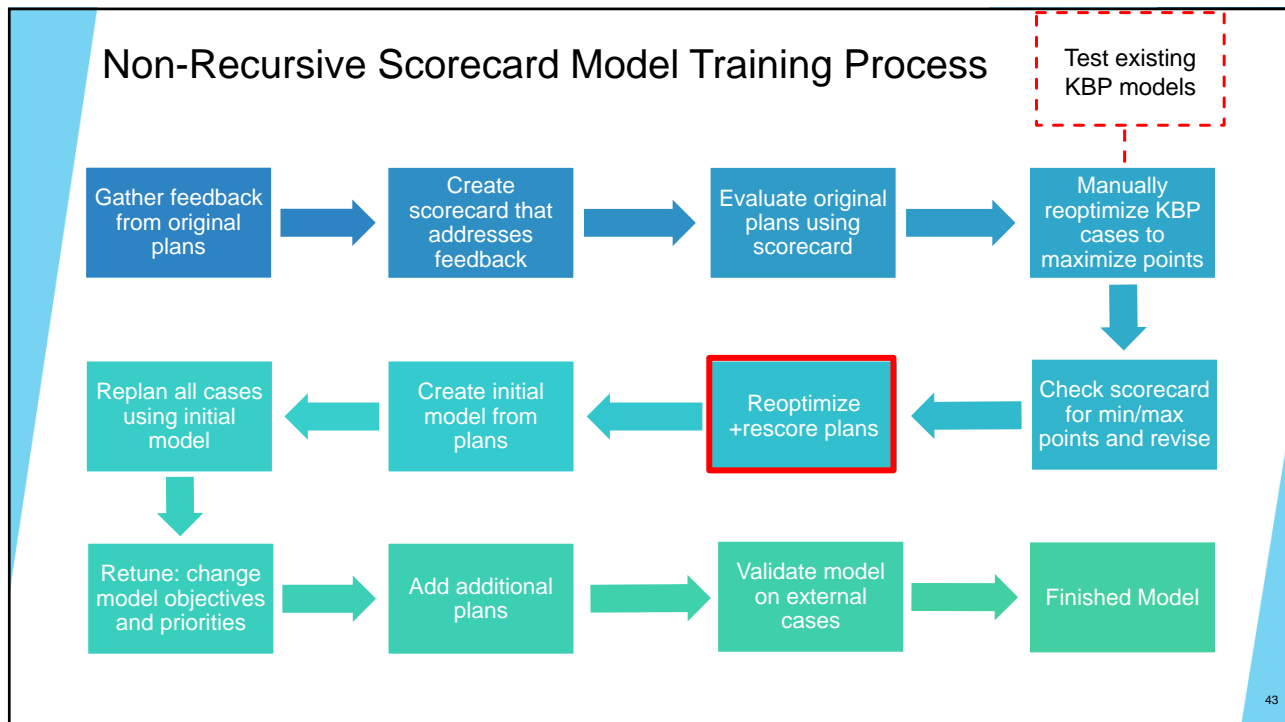 Non-Recursive Scorecard Model Training Process
Test existing
KBP models
Gather feedback
from original
plans
Create
scorecard that
addresses
feedback
Evaluate original
plans using
scorecard
Manually
reoptimize KBP
cases to
maximize points
Check scorecard
for min/max
points and revise
Reoptimize
+rescore plans
Create initial
model from
plans
Replan all cases
using initial
model
Retune: change
model objectives
and priorities
Add additional
plans
Validate model
on external
cases
Finished Model
43